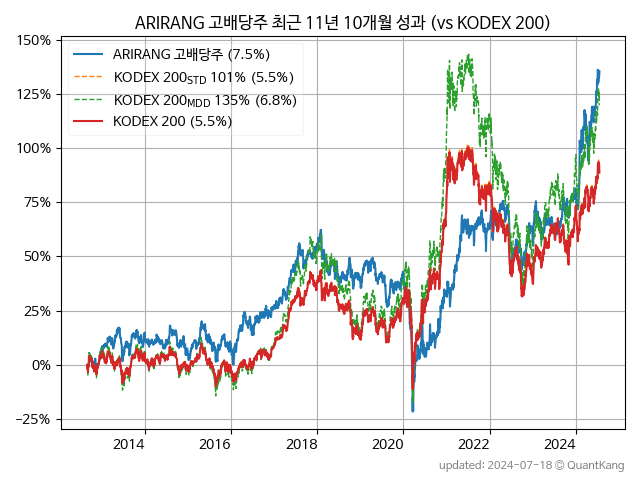 ARIRANG 고배당주 최근 11년 10개월 성과 (vs KODEX 200)
150%
125%
100%
75%
50%
25%
0%
−25%
ARIRANG 고배당주 (7.5%)
KODEX 200STD 101% (5.5%)
KODEX 200MDD 135% (6.8%)
KODEX 200 (5.5%)
2014 2016 2018 2020 2022 2024
updated: 2024-07-18 © QuantKang